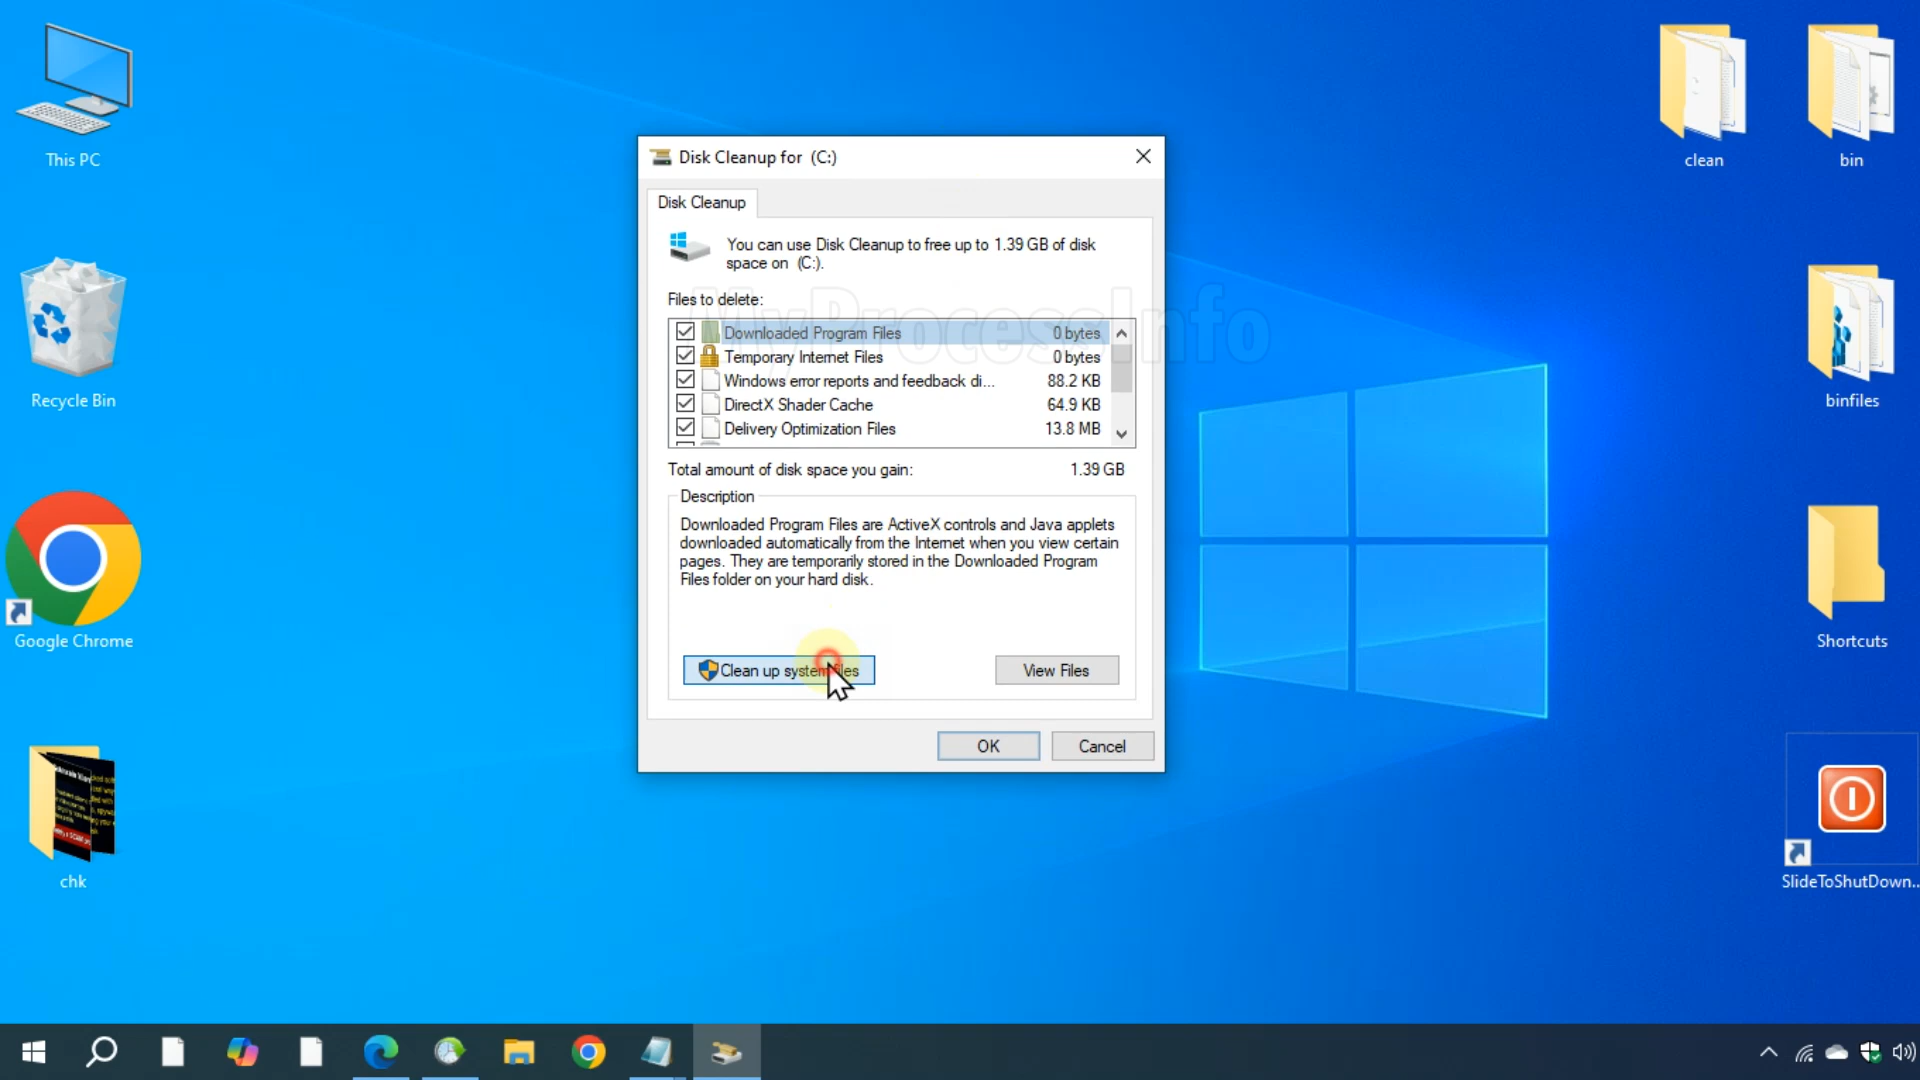 This PC
clean
bin
Disk Cleanup for (C:)
Disk Cleanup
You can use Disk Cleanup to free up to 1.39 GB of disk
space on (C:).
Files to delete:
MyProcessInfo
Downloaded Program Files 0 bytes
Temporary Internet Files 0 bytes
Windows error reports and feedback di... 88.2 KB
DirectX Shader Cache 64.9 KB
Delivery Optimization Files 13.8 MB
Recycle Bin
binfiles
Total amount of disk space you gain: 1.39 GB
Description
Downloaded Program Files are ActiveX controls and Java applets
downloaded automatically from the Internet when you view certain
pages. They are temporarily stored in the Downloaded Program
Files folder on your hard disk.
Google Chrome
Shortcuts
Clean up system files
View Files
OK
Cancel
chk
SlideToShutDown...